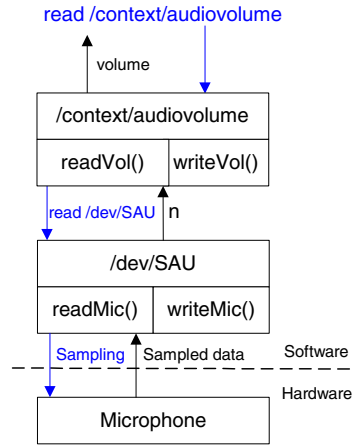 read /context/audiovolume
volume
/context/audiovolume
readVol() writeVol()
read /dev/SAU n
/dev/SAU
readMic() writeMic()
Sampling Sampled data Software
Hardware
Microphone